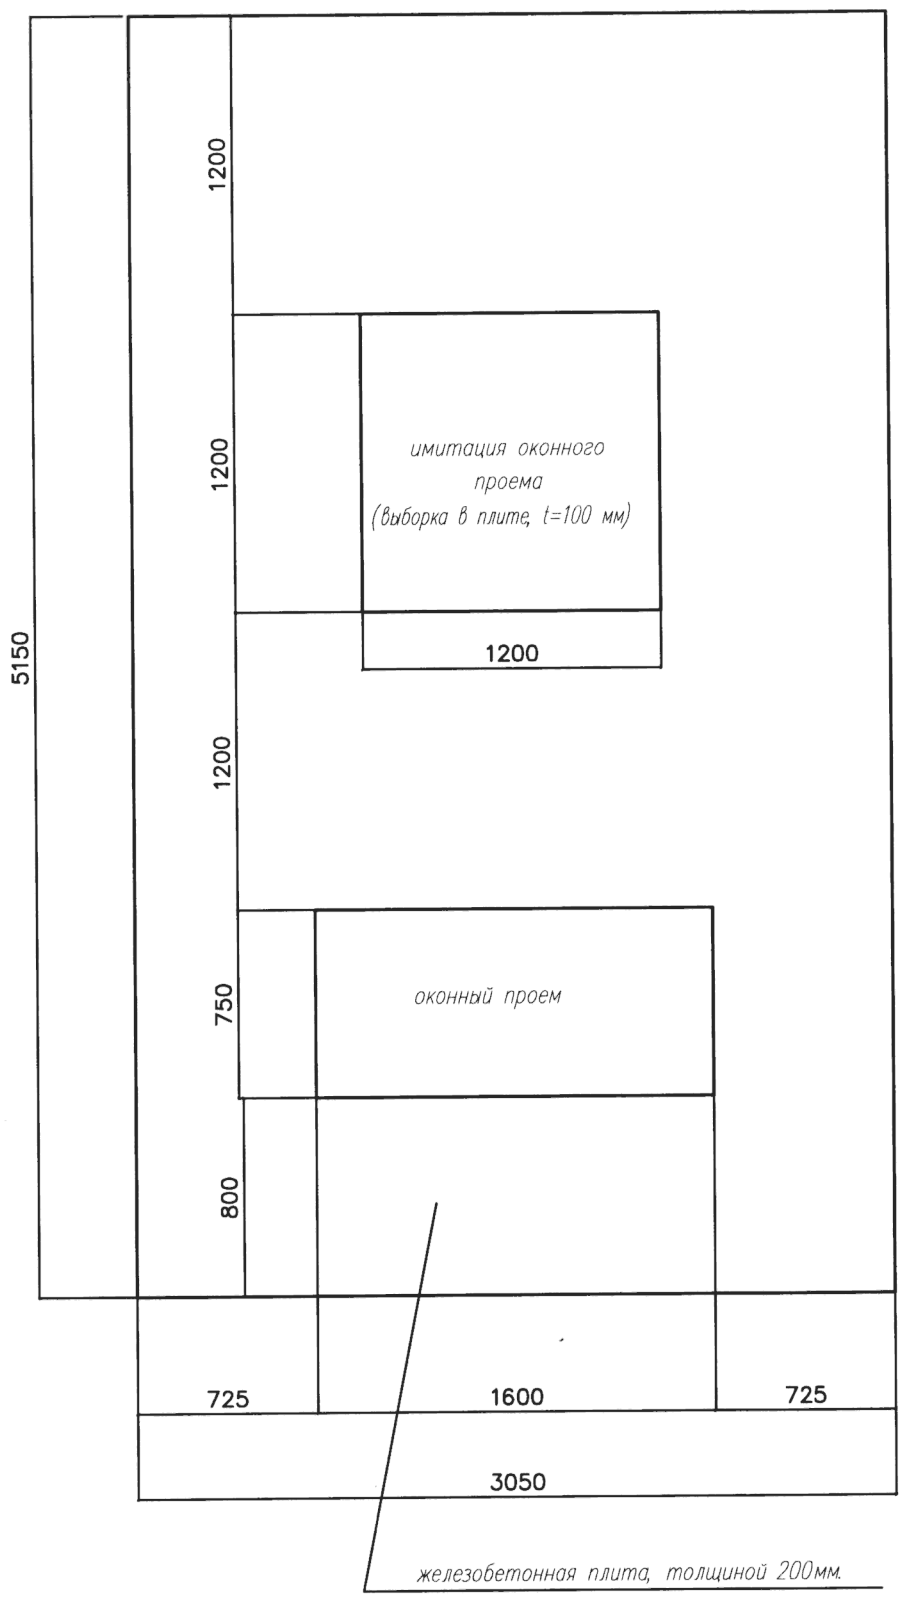 1200
1200
имитация оконного
проема
(выборка в плите, t=100 мм)
1200
5150
1200
750
оконный проем
800
725
1600
725
3050
железобетонная плита, толщиной 200мм.